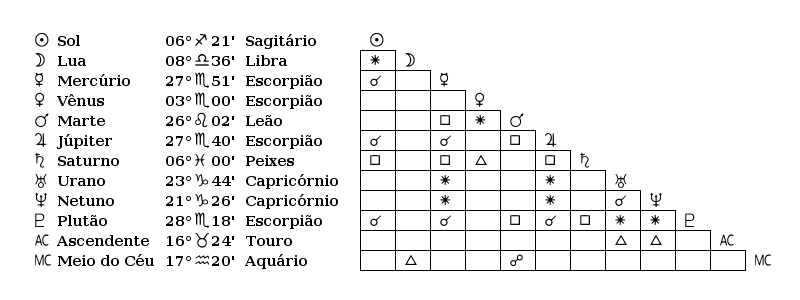 ☉ Sol 06° ♐ 21' Sagitário ☉
☽ Lua 08° ♎ 36' Libra ⚹ ☽
☿ Mercúrio 27° ♏ 51' Escorpião ☌ ☿
♀ Vênus 03° ♏ 00' Escorpião ♀
♂ Marte 26° ♌ 02' Leão □ ⚹ ♂
♃ Júpiter 27° ♏ 40' Escorpião ☌ ☌ □ ♃
♄ Saturno 06° ♓ 00' Peixes □ □ △ □ ♄
♅ Urano 23° ♑ 44' Capricórnio ⚹ ⚹ ♅
♆ Netuno 21° ♑ 26' Capricórnio ⚹ ⚹ ☌ ♆
♇ Plutão 28° ♏ 18' Escorpião ☌ ☌ □ ☌ □ ⚹ ⚹ ♇
AC Ascendente 16° ♉ 24' Touro △ △ AC
MC Meio do Céu 17° ♒ 20' Aquário △ ☍ MC